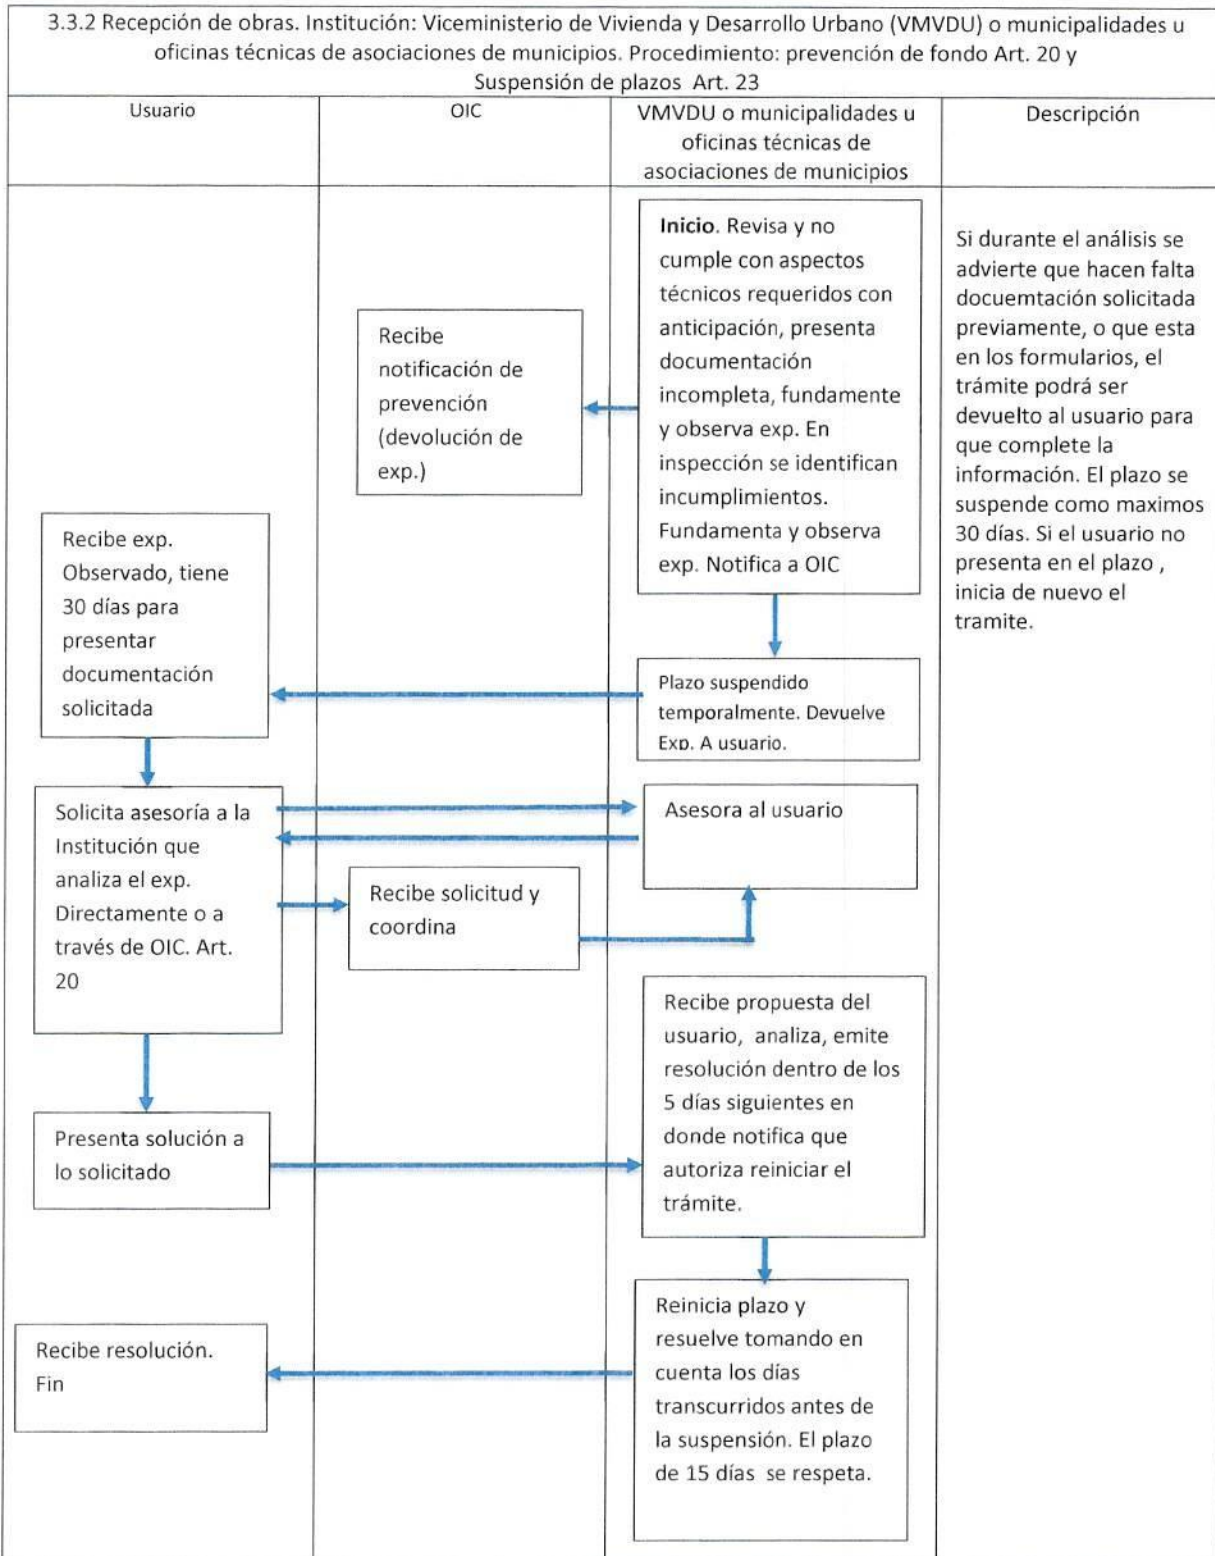 3.3.2 Recepción de obras. Institución: Viceministerio de Vivienda y Desarrollo Urbano (VMVDU) o municipalidades u
oficinas técnicas de asociaciones de municipios. Procedimiento: prevención de fondo Art. 20 y
Suspensión de plazos Art. 23
Usuario
OIC
VMVDU o municipalidades u
oficinas técnicas de
asociaciones de municipios
Descripción
Inicio. Revisa y no
cumple con aspectos
técnicos requeridos con
anticipación, presenta
documentación
incompleta, fundamente
y observa exp. En
inspección se identifican
incumplimientos.
Fundamenta y observa
exp. Notifica a OIC
Si durante el análisis se
advierte que hacen falta
docuemtación solicitada
previamente, o que esta
en los formularios, el
trámite podrá ser
devuelto al usuario para
que complete la
información. El plazo se
suspende como maximos
30 días. Si el usuario no
presenta en el plazo ,
inicia de nuevo el
tramite.
Recibe
notificación de
prevención
(devolución de
exp.)
Recibe exp.
Observado, tiene
30 días para
presentar
documentación
solicitada
Plazo suspendido
temporalmente. Devuelve
Exp. A usuario.
Solicita asesoría a la
Institución que
analiza el exp.
Directamente o a
través de OIC. Art.
20
Asesora al usuario
Recibe solicitud y
coordina
Recibe propuesta del
usuario, analiza, emite
resolución dentro de los
5 días siguientes en
donde notifica que
autoriza reiniciar el
trámite.
Presenta solución a
lo solicitado
Reinicia plazo y
resuelve tomando en
cuenta los días
transcurridos antes de
la suspensión. El plazo
de 15 días se respeta.
Recibe resolución.
Fin